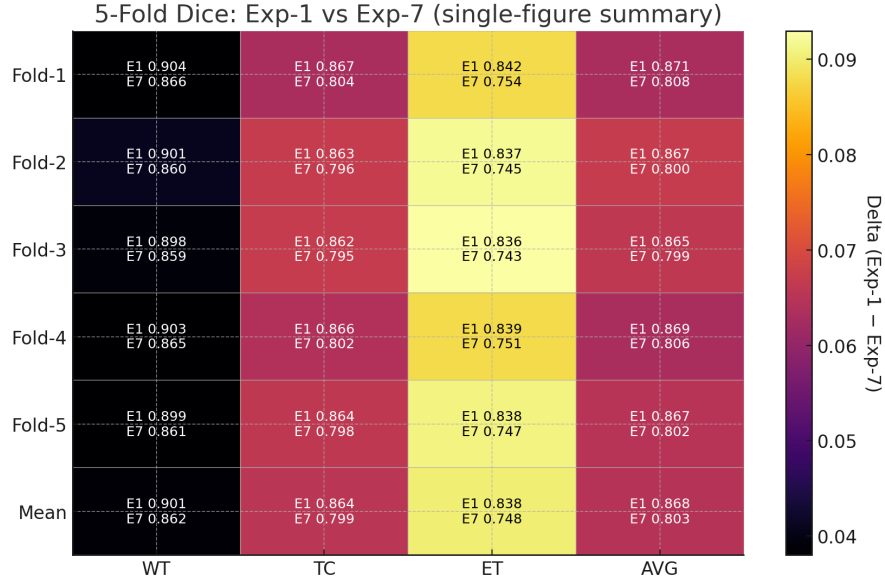 5-Fold Dice: Exp-1 vs Exp-7 (single-figure summary)
Fold-1
E1 0.904
E7 0.866
E1 0.867
E7 0.804
E1 0.842
E7 0.754
E1 0.871
E7 0.808
Fold-2
E1 0.901
E7 0.860
E1 0.863
E7 0.796
E1 0.837
E7 0.745
E1 0.867
E7 0.800
Fold-3
E1 0.898
E7 0.859
E1 0.862
E7 0.795
E1 0.836
E7 0.743
E1 0.865
E7 0.799
Fold-4
E1 0.903
E7 0.865
E1 0.866
E7 0.802
E1 0.839
E7 0.751
E1 0.869
E7 0.806
Fold-5
E1 0.899
E7 0.861
E1 0.864
E7 0.798
E1 0.838
E7 0.747
E1 0.867
E7 0.802
Mean
E1 0.901
E7 0.862
E1 0.864
E7 0.799
E1 0.838
E7 0.748
E1 0.868
E7 0.803
WT
TC
ET
AVG
0.09
0.08
0.07
0.06
0.05
0.04
Delta (Exp-1 − Exp-7)